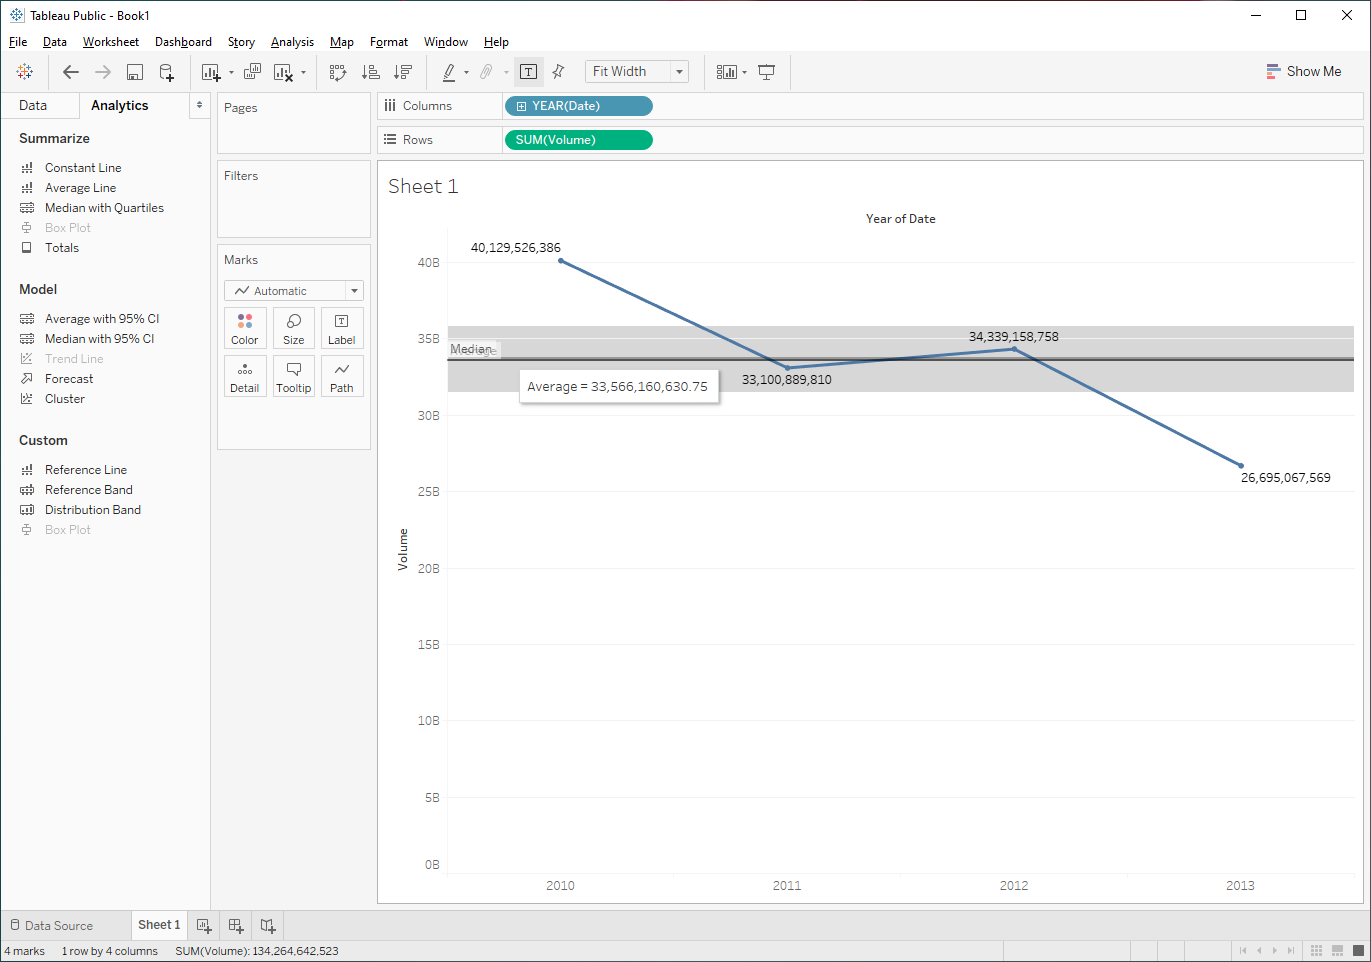 Tableau Public - Book1
File Data Worksheet Dashboard Story Analysis Map Format Window Help
Fit Width
Show Me
Data Analytics
Summarize
Constant Line
Average Line
Median with Quartiles
Box Plot
Totals
Model
Average with 95% CI
Median with 95% CI
Trend Line
Forecast
Cluster
Custom
Reference Line
Reference Band
Distribution Band
Box Plot
Pages
Filters
Marks
Automatic
Color Size Label
Detail Tooltip Path
Columns YEAR(Date)
Rows SUM(Volume)
Sheet 1
Year of Date
40,129,526,386
40B
35B
34,339,158,758
Median
Average
33,100,889,810
Average = 33,566,160,630.75
30B
26,695,067,569
25B
Volume
20B
15B
10B
5B
0B
2010 2011 2012 2013
Data Source Sheet 1
4 marks 1 row by 4 columns SUM(Volume): 134,264,642,523